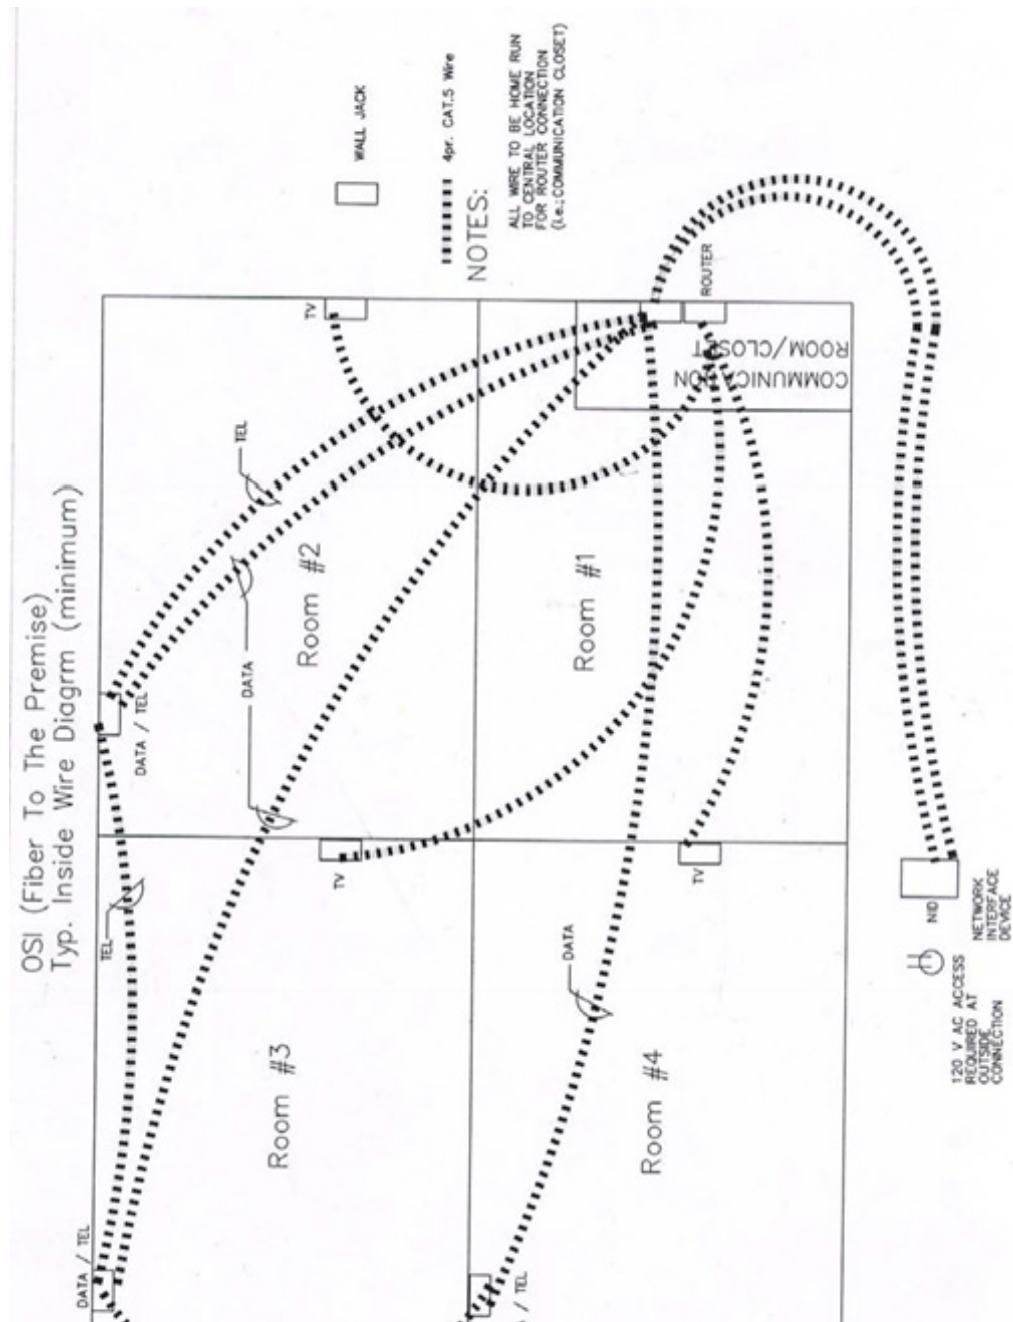 OSI (Fiber To The Premise)
Typ. Inside Wire Diagrm (minimum)
WALL JACK
4pr. CAT.5 Wire
NOTES:
ALL WIRE TO BE HOME RUN
TO CENTRAL LOCATION
FOR ROUTER CONNECTION
(i.e.;COMMUNICATION CLOSET)
DATA / TEL
TEL
DATA / TEL
TEL
DATA
DATA
TV
Room #2
Room #3
TV
Room #1
Room #4
TV
DATA
/ TEL
ROUTER
COMMUNICATION
ROOM/CLOSET
NID
NETWORK
INTERFACE
DEVICE
120 V AC ACCESS
REQUIRED AT
OUTSIDE
CONNECTION